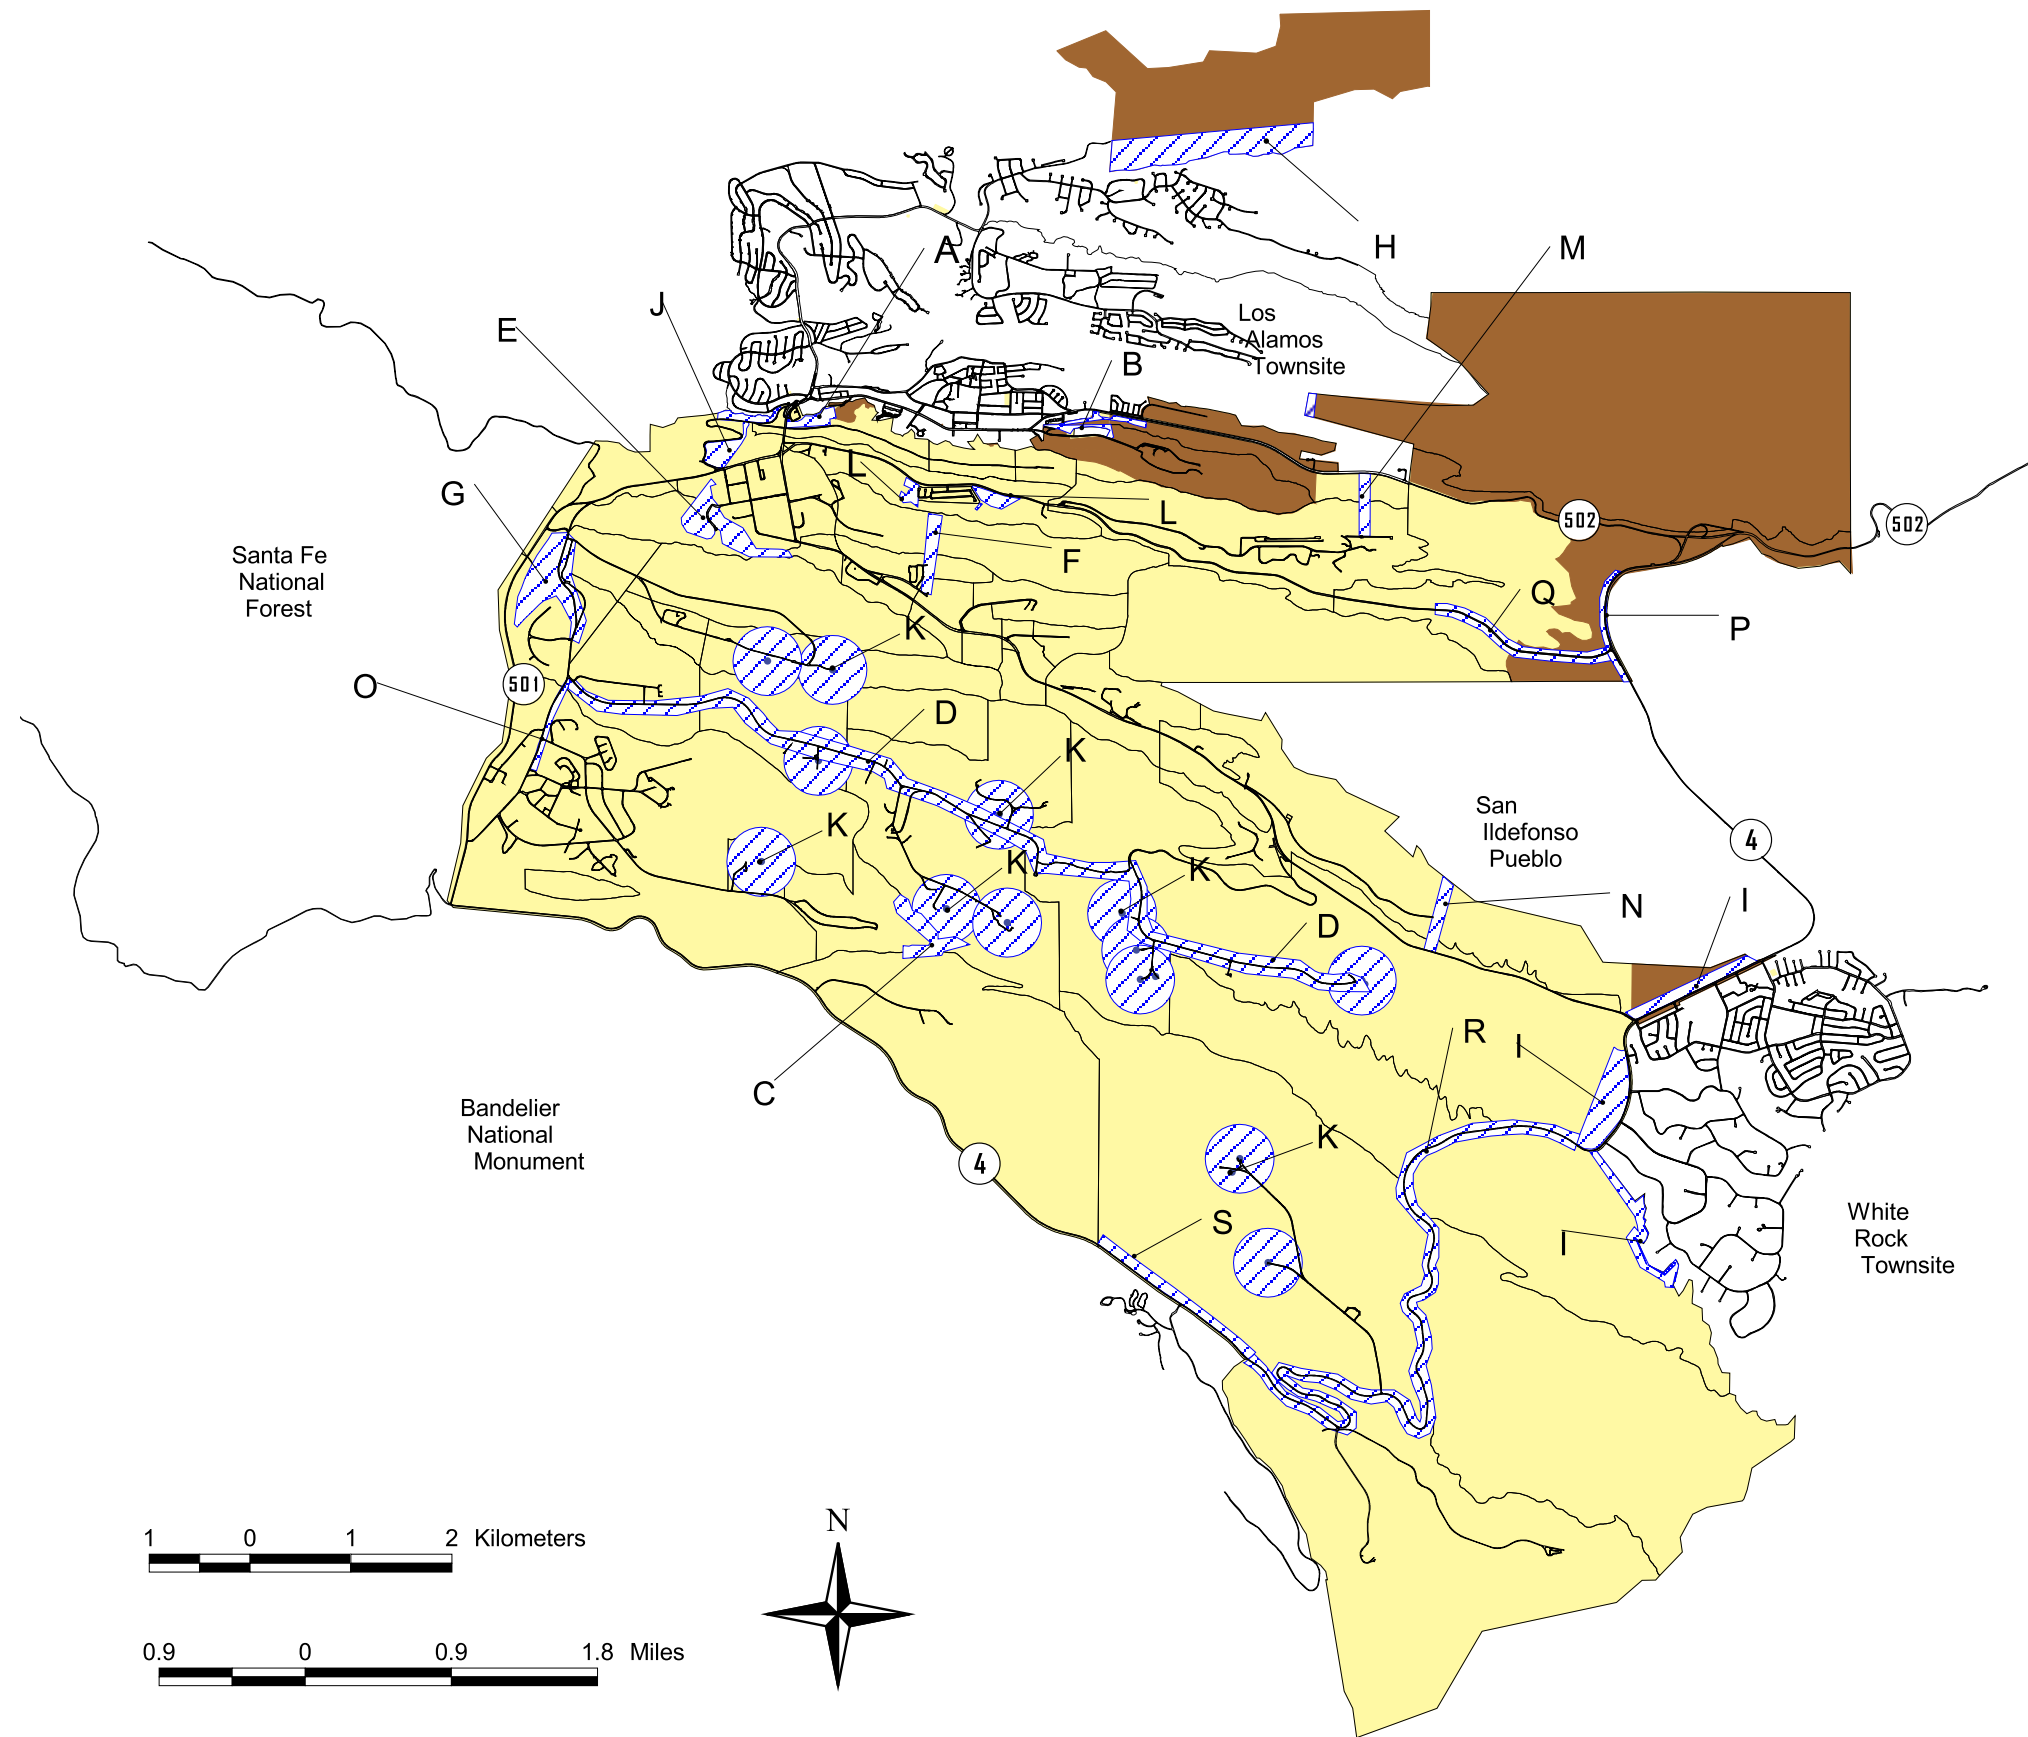 H
M
A
J
E
Los
Alamos
Townsite
B
L
G
L
502
502
Santa Fe
National
Forest
F
Q
K
P
501
O
D
K
San
Ildefonso
Pueblo
K
4
K
K
N
I
D
R
I
C
Bandelier
National
Monument
K
4
S
White
Rock
Townsite
I
N
1 0 1 2 Kilometers
0.9 0 0.9 1.8 Miles